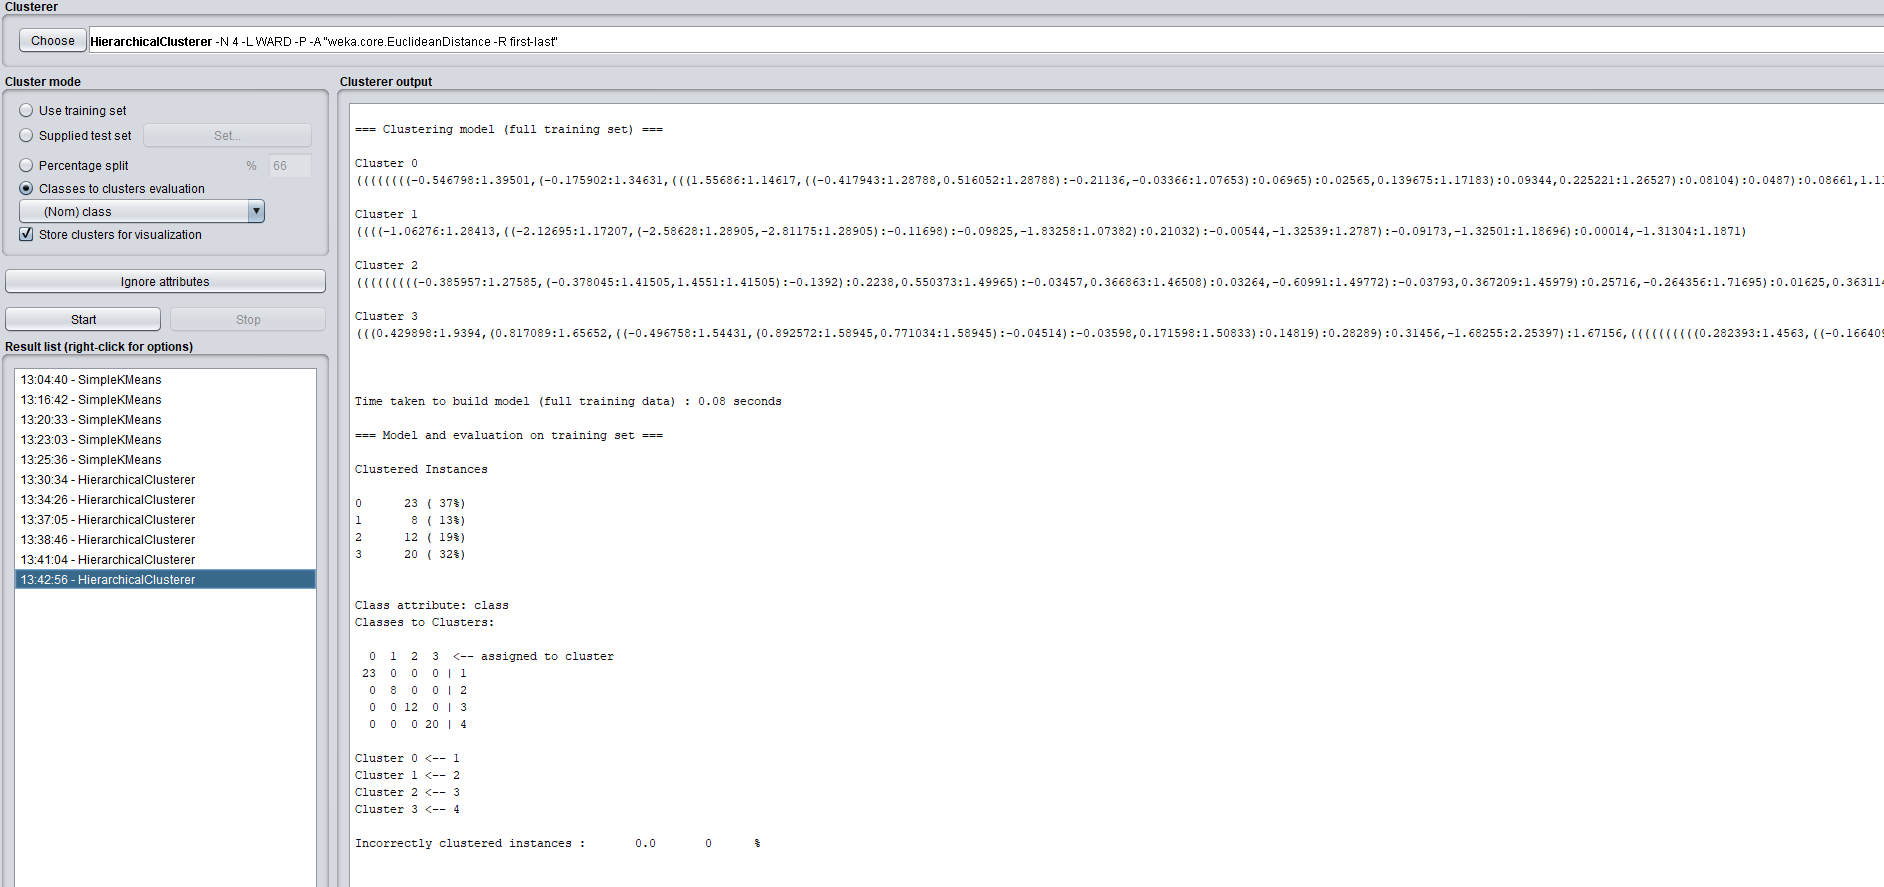 Clusterer
Choose HierarchicalClusterer -N 4 -L WARD -P -A "weka.core.EuclideanDistance -R first-last"
Cluster mode
Use training set
Supplied test set Set...
Percentage split % 66
Classes to clusters evaluation
(Nom) class
Store clusters for visualization
Ignore attributes
Start Stop
Result list (right-click for options)
13:04:40 - SimpleKMeans
13:16:42 - SimpleKMeans
13:20:33 - SimpleKMeans
13:23:03 - SimpleKMeans
13:25:36 - SimpleKMeans
13:30:34 - HierarchicalClusterer
13:34:26 - HierarchicalClusterer
13:37:05 - HierarchicalClusterer
13:38:46 - HierarchicalClusterer
13:41:04 - HierarchicalClusterer
13:42:56 - HierarchicalClusterer
Clusterer output
=== Clustering model (full training set) ===
Cluster 0
((((((((-0.546798:1.39501,(-0.175902:1.34631,(((1.55686:1.14617,((-0.417943:1.28788,0.516052:1.28788):-0.21136,-0.03366:1.07653):0.06965):0.02565,0.139675:1.17183):0.09344,0.225221:1.26527):0.08104):0.0487):0.08661,1.11
Cluster 1
((((-1.06276:1.28413,((-2.12695:1.17207,(-2.58628:1.28905,-2.81175:1.28905):-0.11698):-0.09825,-1.83258:1.07382):0.21032):-0.00544,-1.32539:1.2787):-0.09173,-1.32501:1.18696):0.00014,-1.31304:1.1871)
Cluster 2
(((((((((-0.385957:1.27585,(-0.378045:1.41505,1.4551:1.41505):-0.1392):0.2238,0.550373:1.49965):-0.03457,0.366863:1.46508):0.03264,-0.60991:1.49772):-0.03793,0.367209:1.45979):0.25716,-0.264356:1.71695):0.01625,0.363114
Cluster 3
(((0.429898:1.9394,(0.817089:1.65652,((-0.496758:1.54431,(0.892572:1.58945,0.771034:1.58945):-0.04514):-0.03598,0.171598:1.50833):0.14819):0.28289):0.31456,-1.68255:2.25397):1.67156,((((((((((0.282393:1.4563,((-0.166409
Time taken to build model (full training data) : 0.08 seconds
=== Model and evaluation on training set ===
Clustered Instances
0 23 ( 37%)
1 8 ( 13%)
2 12 ( 19%)
3 20 ( 32%)
Class attribute: class
Classes to Clusters:
0 1 2 3 <-- assigned to cluster
23 0 0 0 | 1
0 8 0 0 | 2
0 0 12 0 | 3
0 0 0 20 | 4
Cluster 0 <-- 1
Cluster 1 <-- 2
Cluster 2 <-- 3
Cluster 3 <-- 4
Incorrectly clustered instances : 0.0 0 %